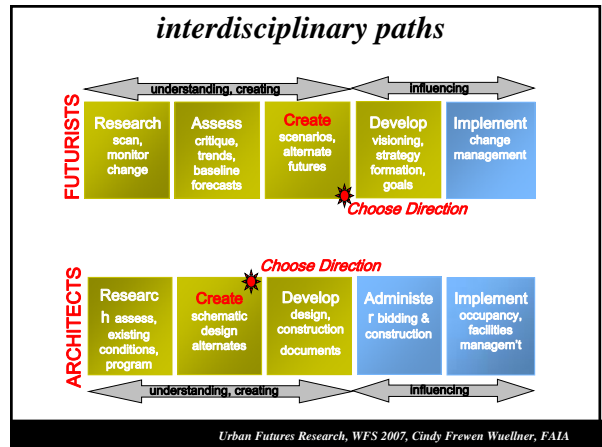 interdisciplinary paths
understanding, creating
influencing
FUTURISTS
Research
scan,
monitor
change
Assess
critique,
trends,
baseline
forecasts
Create
scenarios,
alternate
futures
Develop
visioning,
strategy
formation,
goals
Implement
change
management
Choose Direction
Choose Direction
ARCHITECTS
Researc
h assess,
existing
conditions,
program
Create
schematic
design
alternates
Develop
design,
construction
documents
Administe
r bidding &
construction
Implement
occupancy,
facilities
managem't
understanding, creating
influencing
Urban Futures Research, WFS 2007, Cindy Frewen Wuellner, FAIA